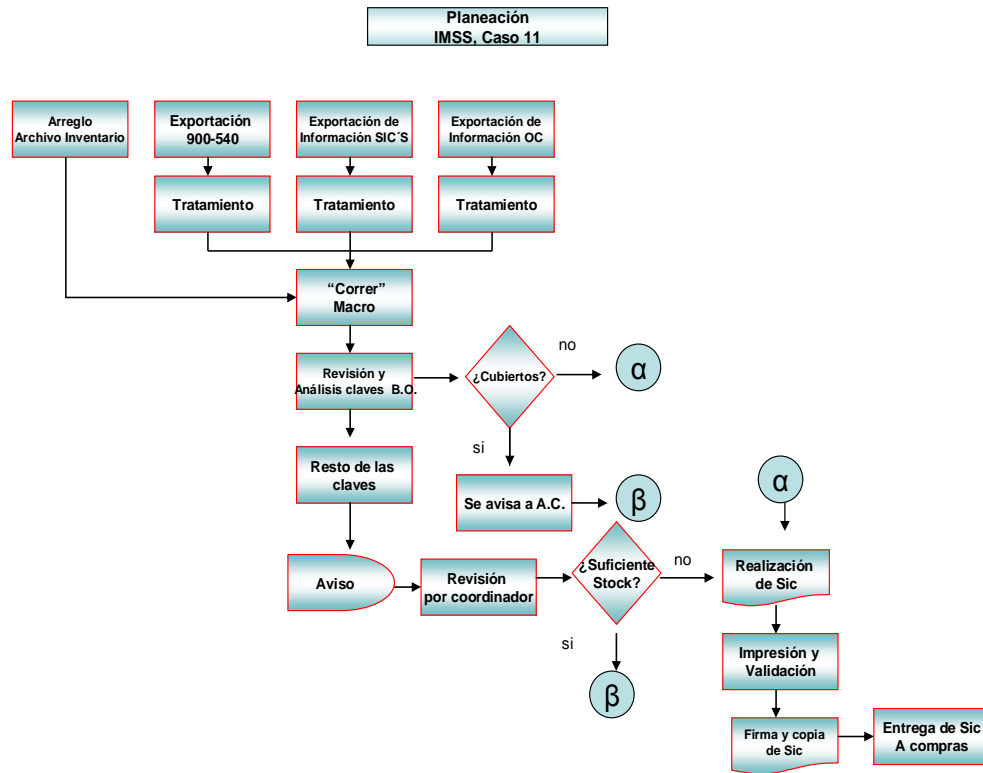 Planeación
IMSS, Caso 11
Arreglo
Archivo Inventario
Exportación
900-540
Exportación de
Información SIC´S
Exportación de
Información OC
Tratamiento
Tratamiento
Tratamiento
“Correr”
Macro
Revisión y
Análisis claves B.O.
¿Cubiertos?
no
α
si
Resto de las
claves
Se avisa a A.C.
β
α
Aviso
Revisión
por coordinador
¿Suficiente
Stock?
no
Realización
de Sic
si
β
Impresión y
Validación
Firma y copia
de Sic
Entrega de Sic
A compras